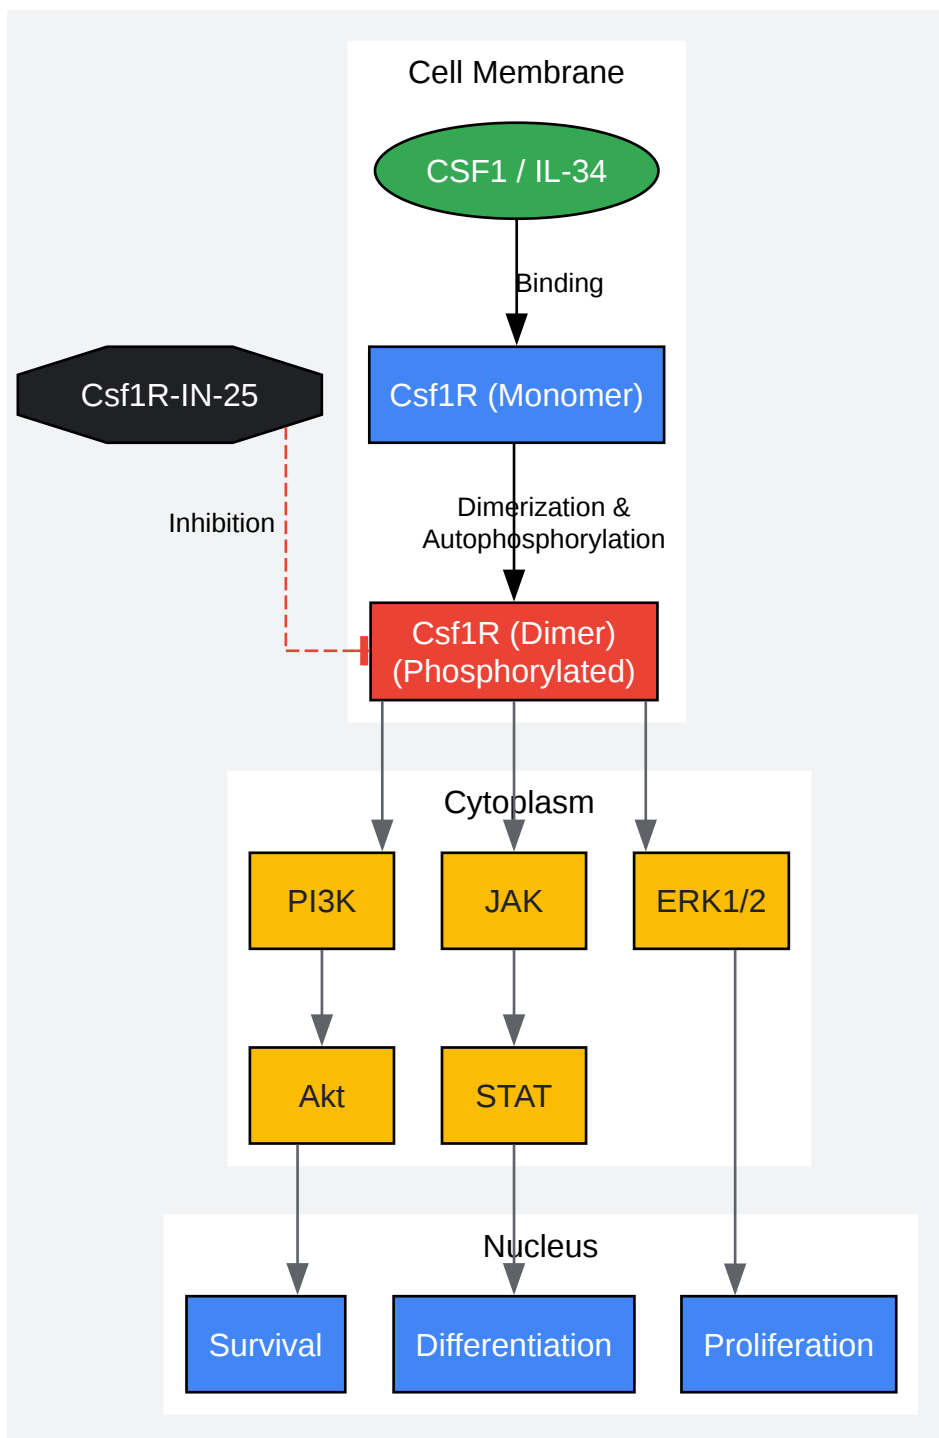 Cell Membrane
CSF1 / IL-34
Binding
Csf1R-IN-25
Csf1R (Monomer)
Inhibition
Dimerization &
Autophosphorylation
Csf1R (Dimer)
(Phosphorylated)
Cytoplasm
PI3K
JAK
ERK1/2
Akt
STAT
Nucleus
Survival
Differentiation
Proliferation